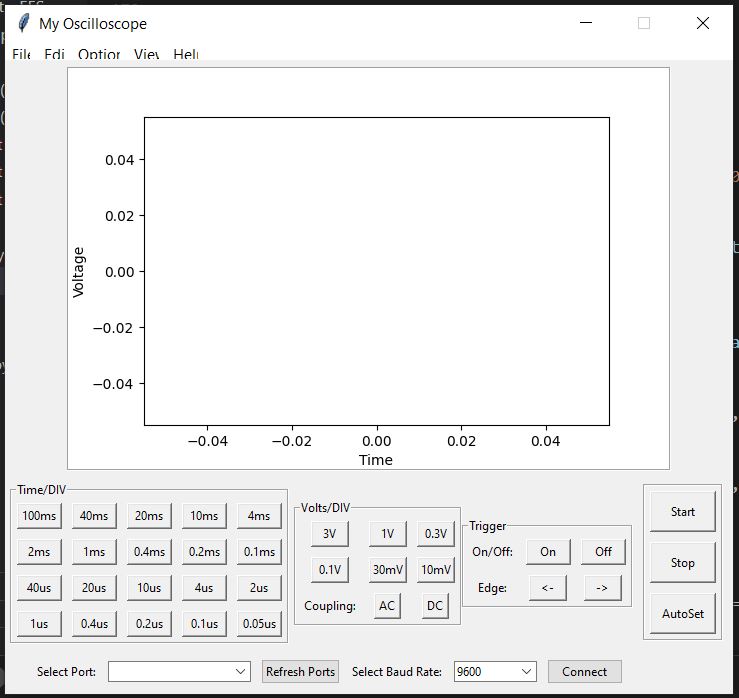 My Oscilloscope
File Edi Option View Help
0.04
0.02
0.00
−0.02
−0.04
Voltage
−0.04 −0.02 0.00 0.02 0.04
Time
Time/DIV
100ms 40ms 20ms 10ms 4ms
2ms 1ms 0.4ms 0.2ms 0.1ms
40us 20us 10us 4us 2us
1us 0.4us 0.2us 0.1us 0.05us
Volts/DIV
3V 1V 0.3V
0.1V 30mV 10mV
Coupling: AC DC
Trigger
On/Off: On Off
Edge: <- ->
Start
Stop
AutoSet
Select Port: Refresh Ports Select Baud Rate: 9600 Connect